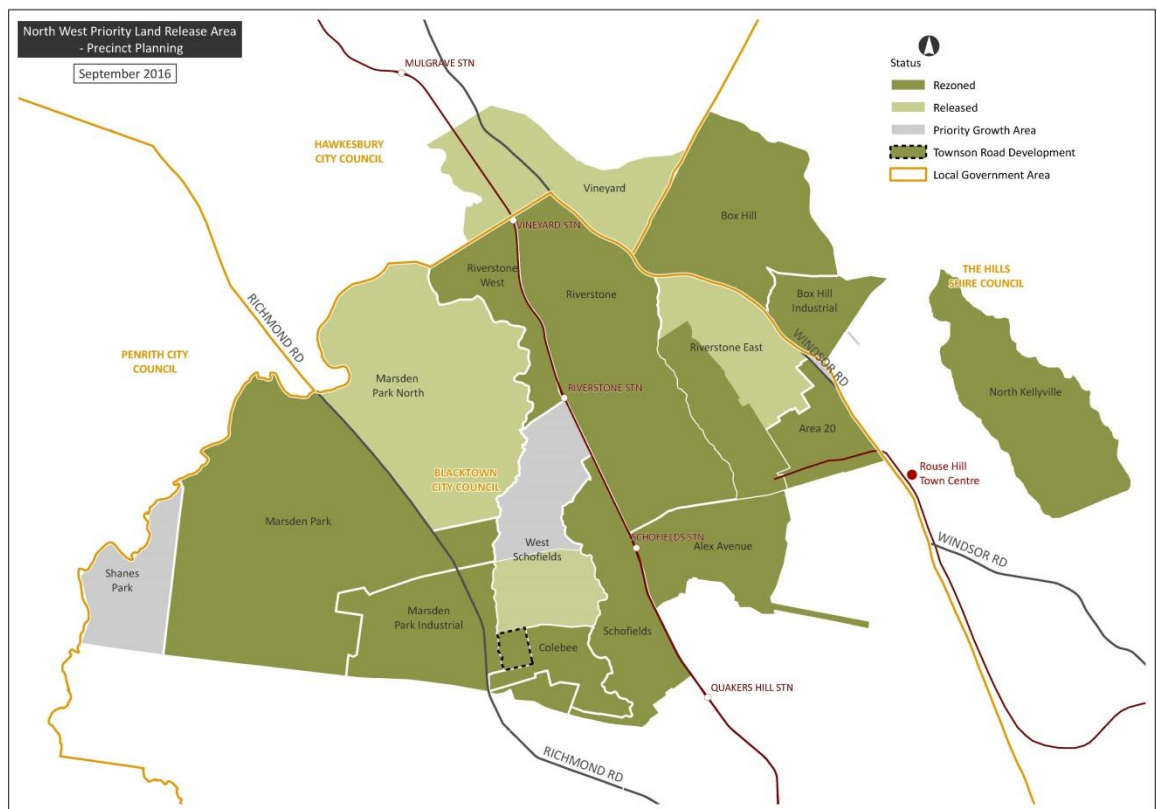 North West Priority Land Release Area
- Precinct Planning
September 2016
Status
Rezoned
Released
Priority Growth Area
Townson Road Development
Local Government Area
MULGRAVE STN
HAWKESBURY
CITY COUNCIL
Vineyard
Box Hill
VINEYARD STN
Riverstone
West
Riverstone
THE HILLS
SHIRE COUNCIL
Box Hill
Industrial
RICHMOND RD
WINDSOR RD
Riverstone East
PENRITH CITY
COUNCIL
Marsden
Park North
RIVERSTONE STN
North Kellyville
Area 20
BLACKTOWN
CITY COUNCIL
Rouse Hill
Town Centre
Marsden Park
West
Schofields
SCHOFIELDS STN
Alex Avenue
WINDSOR RD
Shanes
Park
Marsden
Park Industrial
Schofields
Colebee
QUAKERS HILL STN
RICHMOND RD